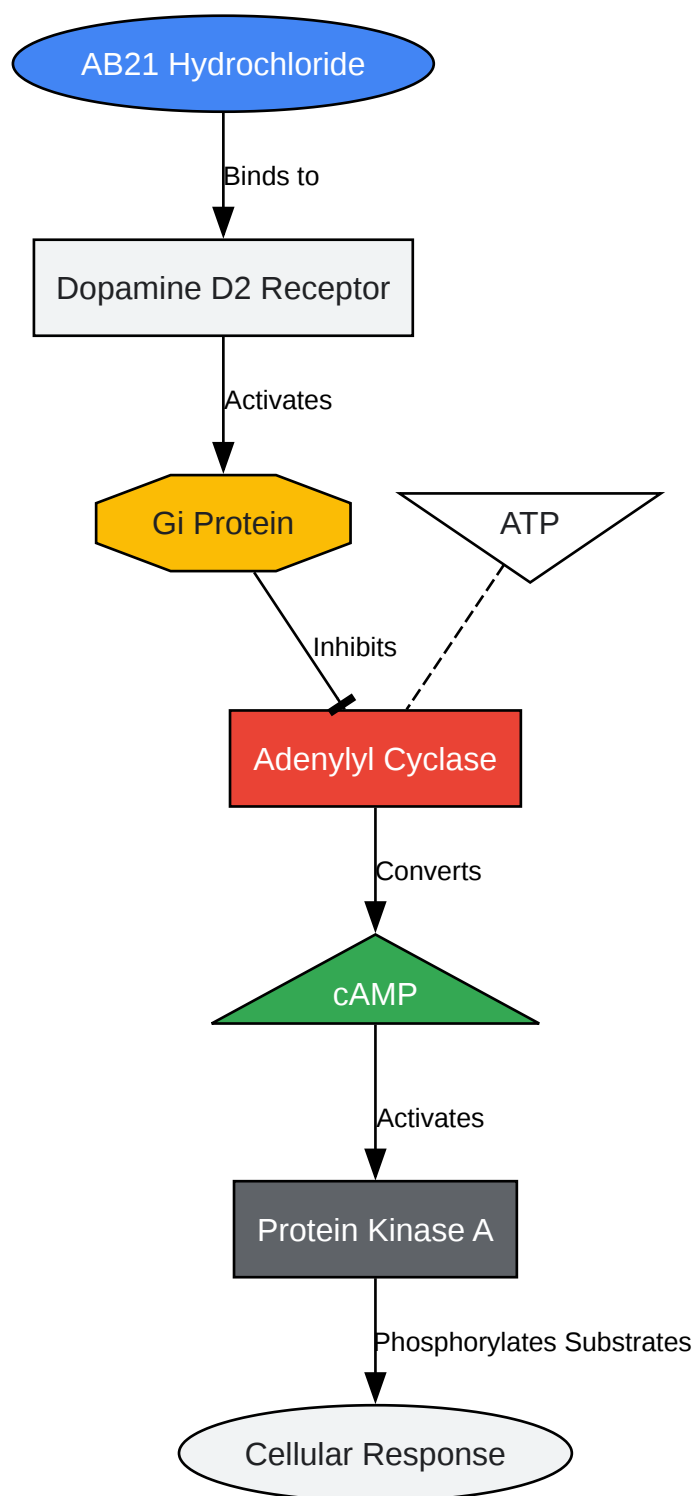 AB21 Hydrochloride
Binds to
Dopamine D2 Receptor
Activates
Gi Protein
ATP
Inhibits
Adenylyl Cyclase
Converts
cAMP
Activates
Protein Kinase A
Phosphorylates Substrates
Cellular Response